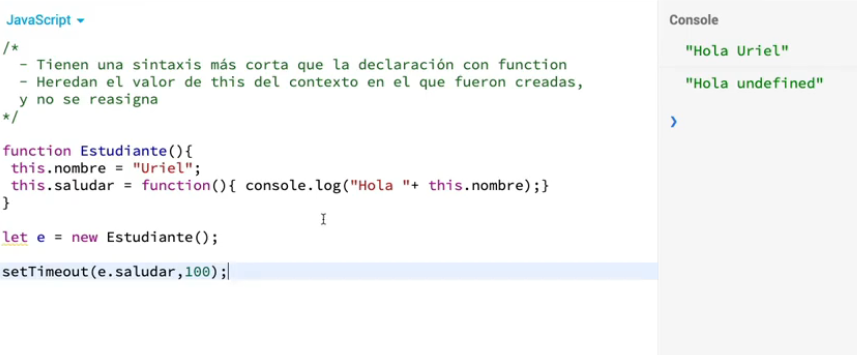 JavaScript
/*
  - Tienen una sintaxis más corta que la declaración con function
  - Heredan el valor de this del contexto en el que fueron creadas,
  y no se reasigna
*/
function Estudiante(){
 this.nombre = "Uriel";
 this.saludar = function(){ console.log("Hola "+ this.nombre);}
}
let e = new Estudiante();
setTimeout(e.saludar,100);
Console
"Hola Uriel"
"Hola undefined"
❯